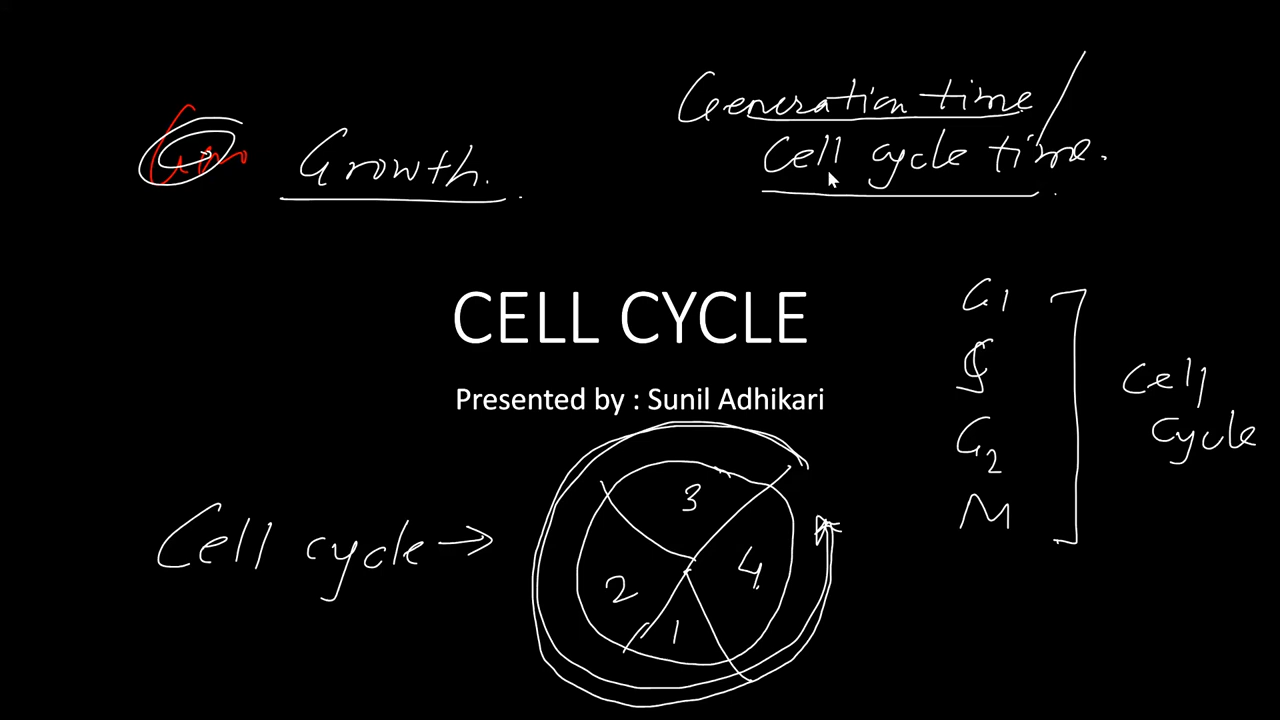 Generation time /
Cell cycle time.
Growth.
CELL CYCLE
Presented by : Sunil Adhikari
G1
S
G2
M
Cell
cycle
Cell cycle →
3
2
4
1